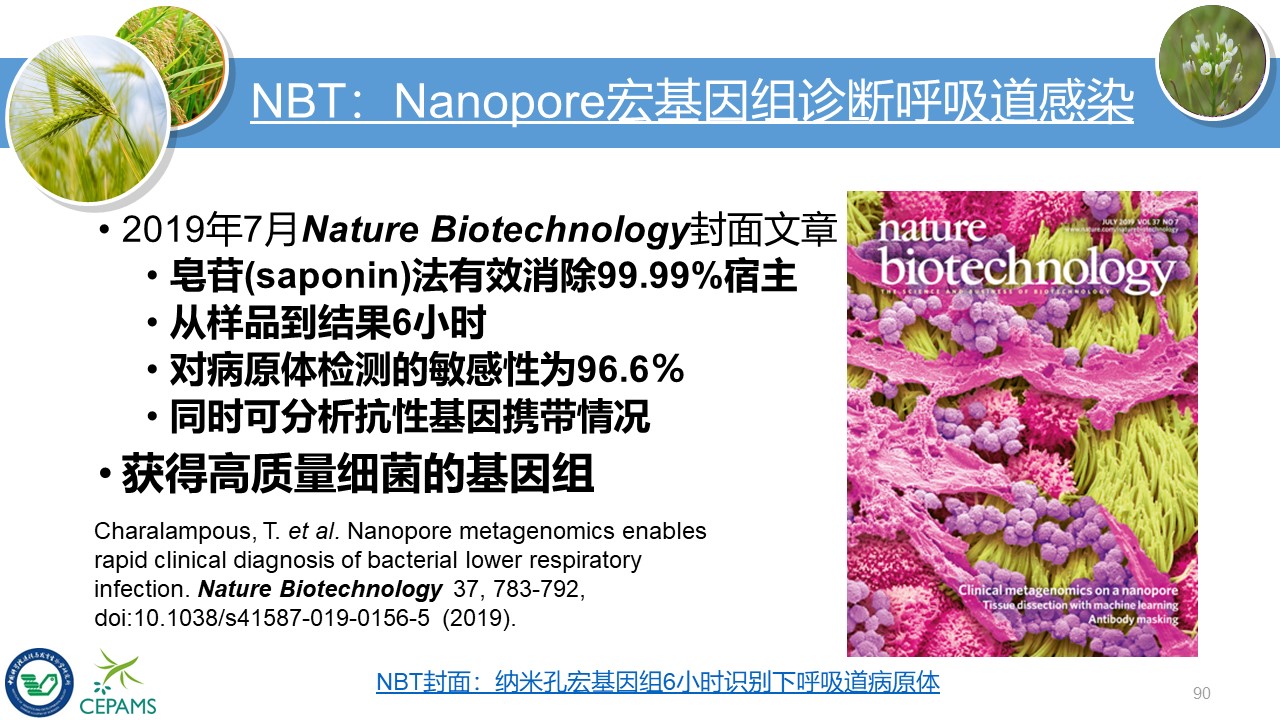 NBT：Nanopore宏基因组诊断呼吸道感染
• 2019年7月Nature Biotechnology封面文章
• 皂苷(saponin)法有效消除99.99%宿主
• 从样品到结果6小时
• 对病原体检测的敏感性为96.6%
• 同时可分析抗性基因携带情况
• 获得高质量细菌的基因组
Charalampous, T. et al. Nanopore metagenomics enables
rapid clinical diagnosis of bacterial lower respiratory
infection. Nature Biotechnology 37, 783-792,
doi:10.1038/s41587-019-0156-5 (2019).
JULY 2019 VOL 37 NO 7
www.nature.com/naturebiotechnology
nature
biotechnology
THE SCIENCE AND BUSINESS OF BIOTECHNOLOGY
Clinical metagenomics on a nanopore
Tissue dissection with machine learning
Antibody masking
CEPAMS
NBT封面：纳米孔宏基因组6小时识别下呼吸道病原体
90